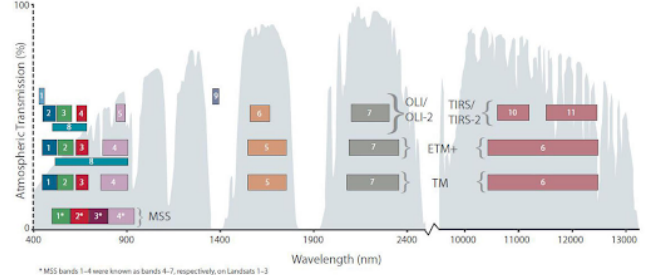 100
Atmospheric Transmission (%)
1 9
2 3 4 5 6 7 OLI/ OLI-2 TIRS/ TIRS-2 10 11
8
1 2 3 4 5 7 ETM+ 6
8
1 2 3 4 5 7 TM 6
1* 2* 3* 4* MSS
0
400 900 1400 1900 2400 10000 11000 12000 13000
Wavelength (nm)
* MSS bands 1–4 were known as bands 4–7, respectively, on Landsats 1–3